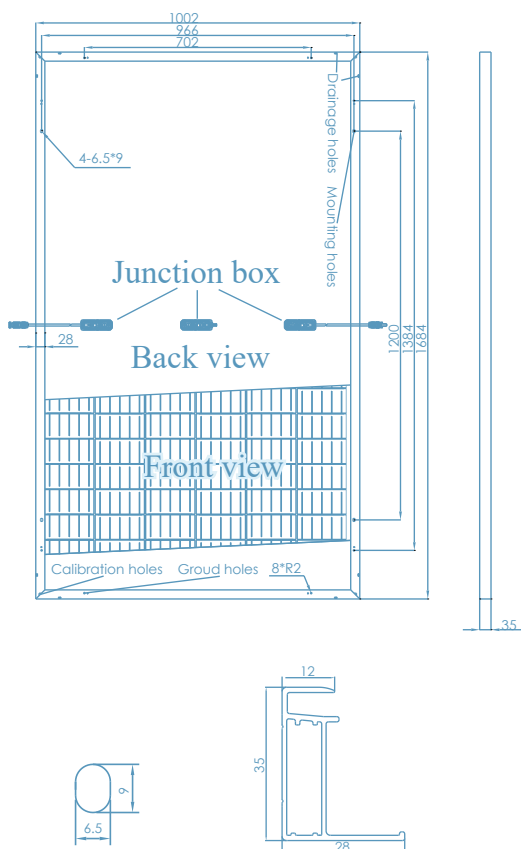 1002
966
702
Drainage holes
Mounting holes
4-6.5*9
Junction box
28
Back view
1200
1384
1684
Front view
Calibration holes
Groud holes
8*R2
35
12
35
28
9
6.5